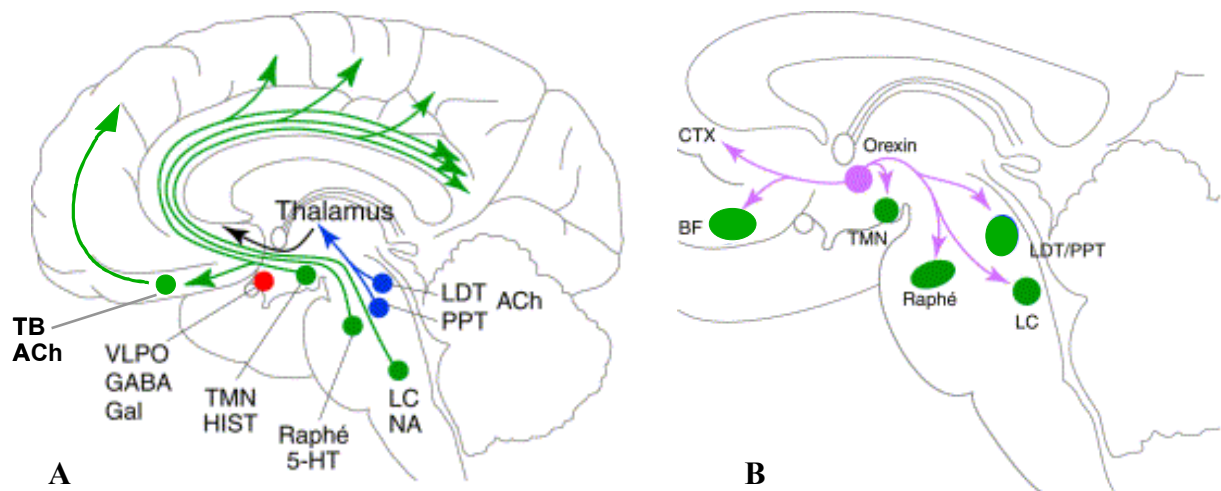 Thalamus
LDT
PPT
ACh
TB
ACh
VLPO
GABA
Gal
TMN
HIST
Raphé
5-HT
LC
NA
A
CTX
Orexin
BF
TMN
LDT/PPT
Raphé
LC
B